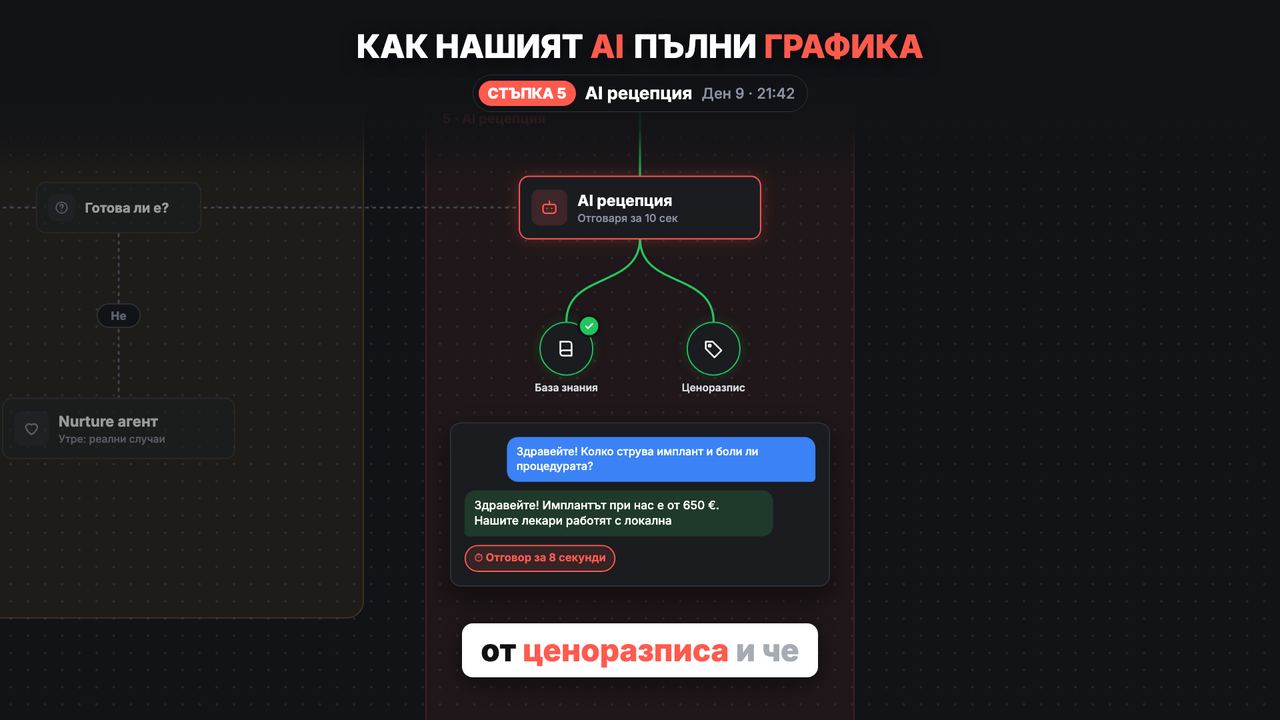 КАК НАШИЯТ AI ПЪЛНИ ГРАФИКА
СТЪПКА 5 AI рецепция Ден 9 · 21:42
5 · AI рецепция
Готова ли е?
AI рецепция
Отговаря за 10 сек
Не
База знания
Ценоразпис
Nurture агент
Утре: реални случаи
Здравейте! Колко струва имплант и боли ли
процедурата?
Здравейте! Имплантът при нас е от 650 €.
Нашите лекари работят с локална
Отговор за 8 секунди
от ценоразписа и че